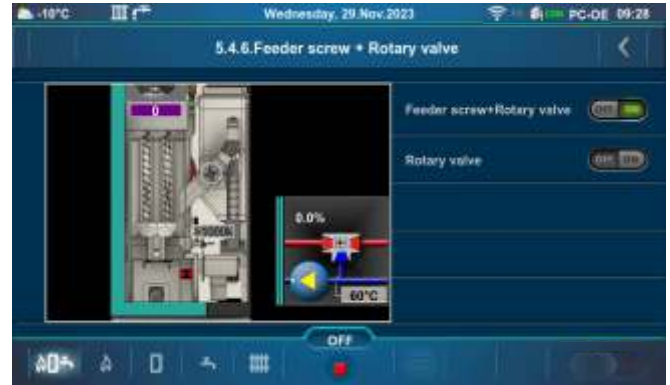 -10°C Wednesday, 29.Nov.2023 PC-OE 09:28
5.4.6.Feeder screw + Rotary valve
0
Feeder screw+Rotary valve OFF ON
Rotary valve OFF ON
0.0%
60°C
OFF